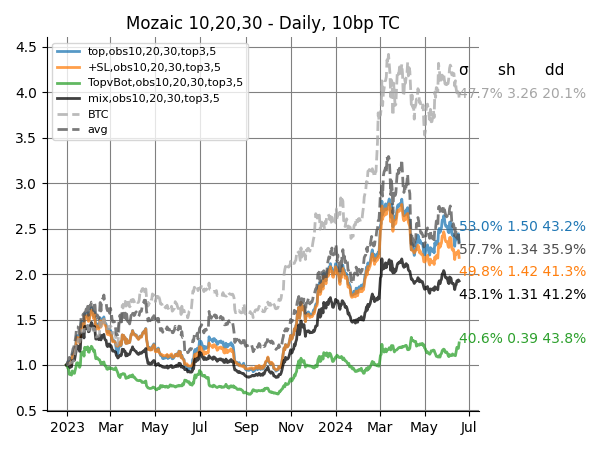 Mozaic 10,20,30 - Daily, 10bp TC
4.5
4.0
3.5
3.0
2.5
2.0
1.5
1.0
0.5
top,obs10,20,30,top3,5
+SL,obs10,20,30,top3,5
TopvBot,obs10,20,30,top3,5
mix,obs10,20,30,top3,5
BTC
avg
σ sh dd
47.7% 3.26 20.1%
53.0% 1.50 43.2%
57.7% 1.34 35.9%
49.8% 1.42 41.3%
43.1% 1.31 41.2%
40.6% 0.39 43.8%
2023 Mar May Jul Sep Nov 2024 Mar May Jul